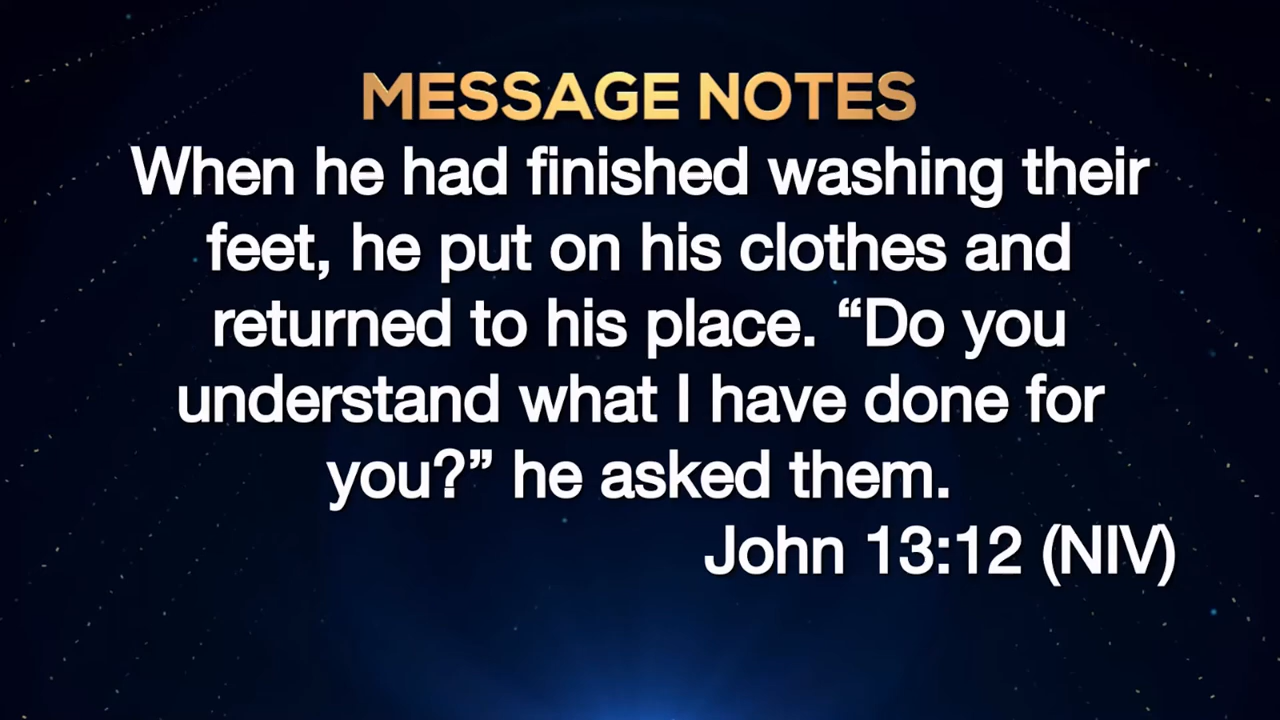 MESSAGE NOTES
When he had finished washing their
feet, he put on his clothes and
returned to his place. “Do you
understand what I have done for
you?” he asked them.
John 13:12 (NIV)